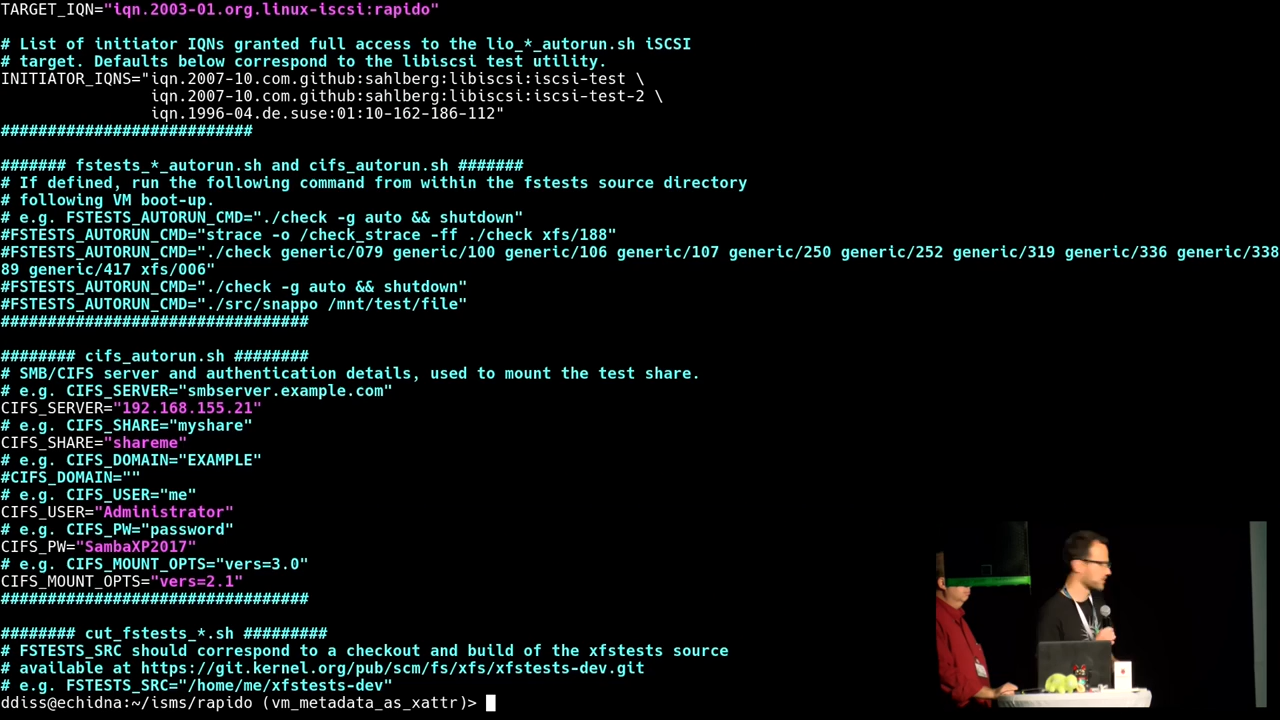 TARGET_IQN="iqn.2003-01.org.linux-iscsi:rapido"
# List of initiator IQNs granted full access to the lio_*_autorun.sh iSCSI
# target. Defaults below correspond to the libiscsi test utility.
INITIATOR_IQNS="iqn.2007-10.com.github:sahlberg:libiscsi:iscsi-test \
iqn.2007-10.com.github:sahlberg:libiscsi:iscsi-test-2 \
iqn.1996-04.de.suse:01:10-162-186-112"
###########################
####### fstests_*_autorun.sh and cifs_autorun.sh #######
# If defined, run the following command from within the fstests source directory
# following VM boot-up.
# e.g. FSTESTS_AUTORUN_CMD="./check -g auto && shutdown"
#FSTESTS_AUTORUN_CMD="strace -o /check_strace -ff ./check xfs/188"
#FSTESTS_AUTORUN_CMD="./check generic/079 generic/100 generic/106 generic/107 generic/250 generic/252 generic/319 generic/336 generic/338
89 generic/417 xfs/006"
#FSTESTS_AUTORUN_CMD="./check -g auto && shutdown"
#FSTESTS_AUTORUN_CMD="./src/snappo /mnt/test/file"
#################################
######## cifs_autorun.sh ########
# SMB/CIFS server and authentication details, used to mount the test share.
# e.g. CIFS_SERVER="smbserver.example.com"
CIFS_SERVER="192.168.155.21"
# e.g. CIFS_SHARE="myshare"
CIFS_SHARE="shareme"
# e.g. CIFS_DOMAIN="EXAMPLE"
#CIFS_DOMAIN=""
# e.g. CIFS_USER="me"
CIFS_USER="Administrator"
# e.g. CIFS_PW="password"
CIFS_PW="SambaXP2017"
# e.g. CIFS_MOUNT_OPTS="vers=3.0"
CIFS_MOUNT_OPTS="vers=2.1"
#################################
######## cut_fstests_*.sh #########
# FSTESTS_SRC should correspond to a checkout and build of the xfstests source
# available at https://git.kernel.org/pub/scm/fs/xfs/xfstests-dev.git
# e.g. FSTESTS_SRC="/home/me/xfstests-dev"
ddiss@echidna:~/isms/rapido (vm_metadata_as_xattr)>